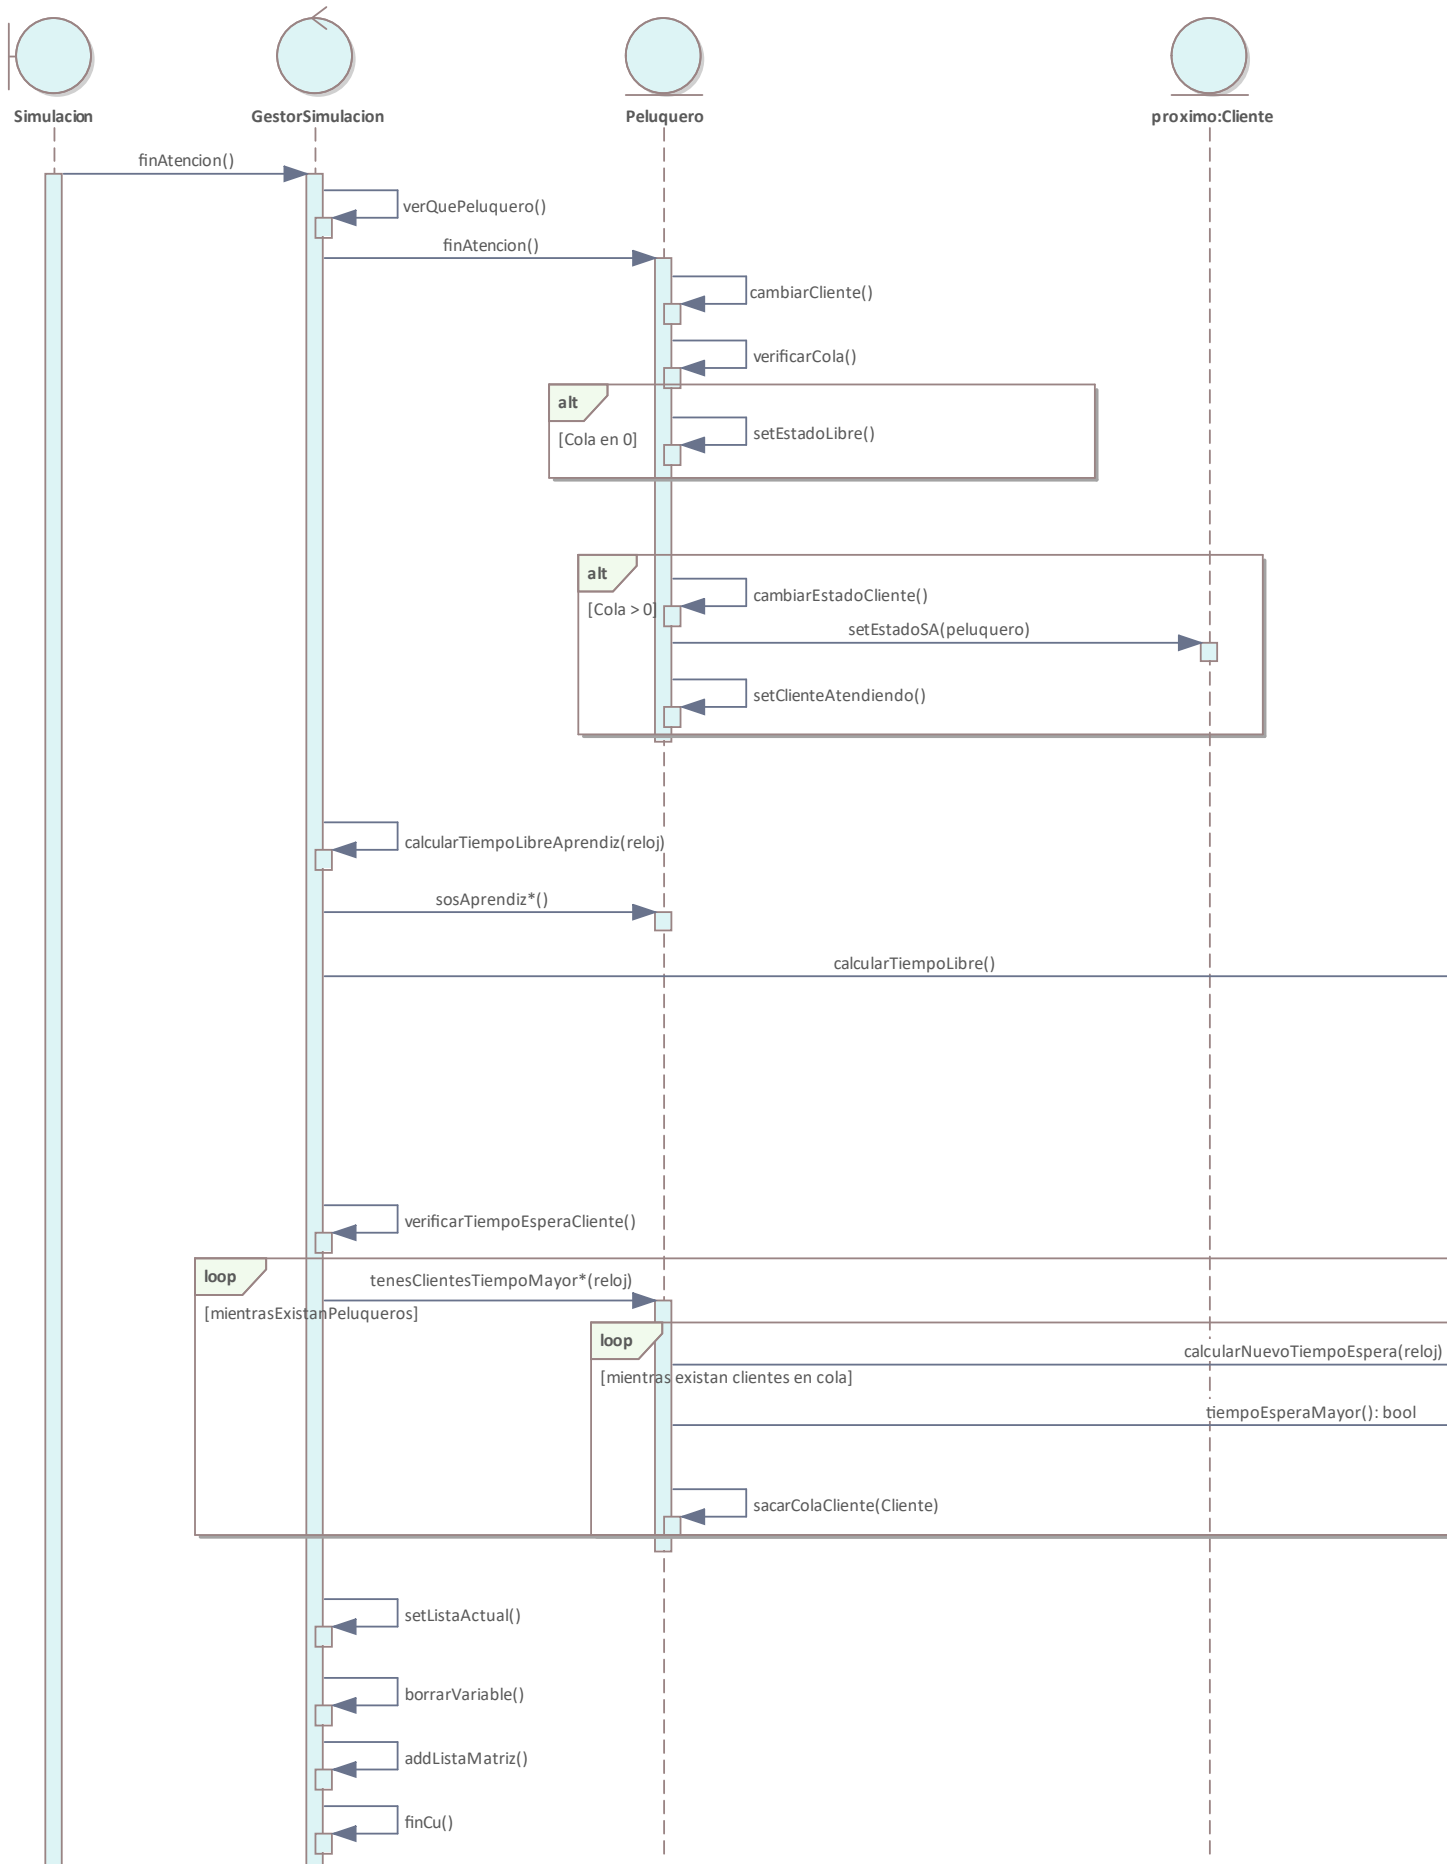 Simulacion
GestorSimulacion
Peluquero
proximo:Cliente
finAtencion()
verQuePeluquero()
finAtencion()
cambiarCliente()
verificarCola()
alt
[Cola en 0]
setEstadoLibre()
alt
[Cola > 0]
cambiarEstadoCliente()
setEstadoSA(peluquero)
setClienteAtendiendo()
calcularTiempoLibreAprendiz(reloj)
sosAprendiz*()
calcularTiempoLibre()
verificarTiempoEsperaCliente()
loop
[mientrasExistanPeluqueros]
tenesClientesTiempoMayor*(reloj)
loop
[mientras existan clientes en cola]
calcularNuevoTiempoEspera(reloj)
tiempoEsperaMayor(): bool
sacarColaCliente(Cliente)
setListaActual()
borrarVariable()
addListaMatriz()
finCu()